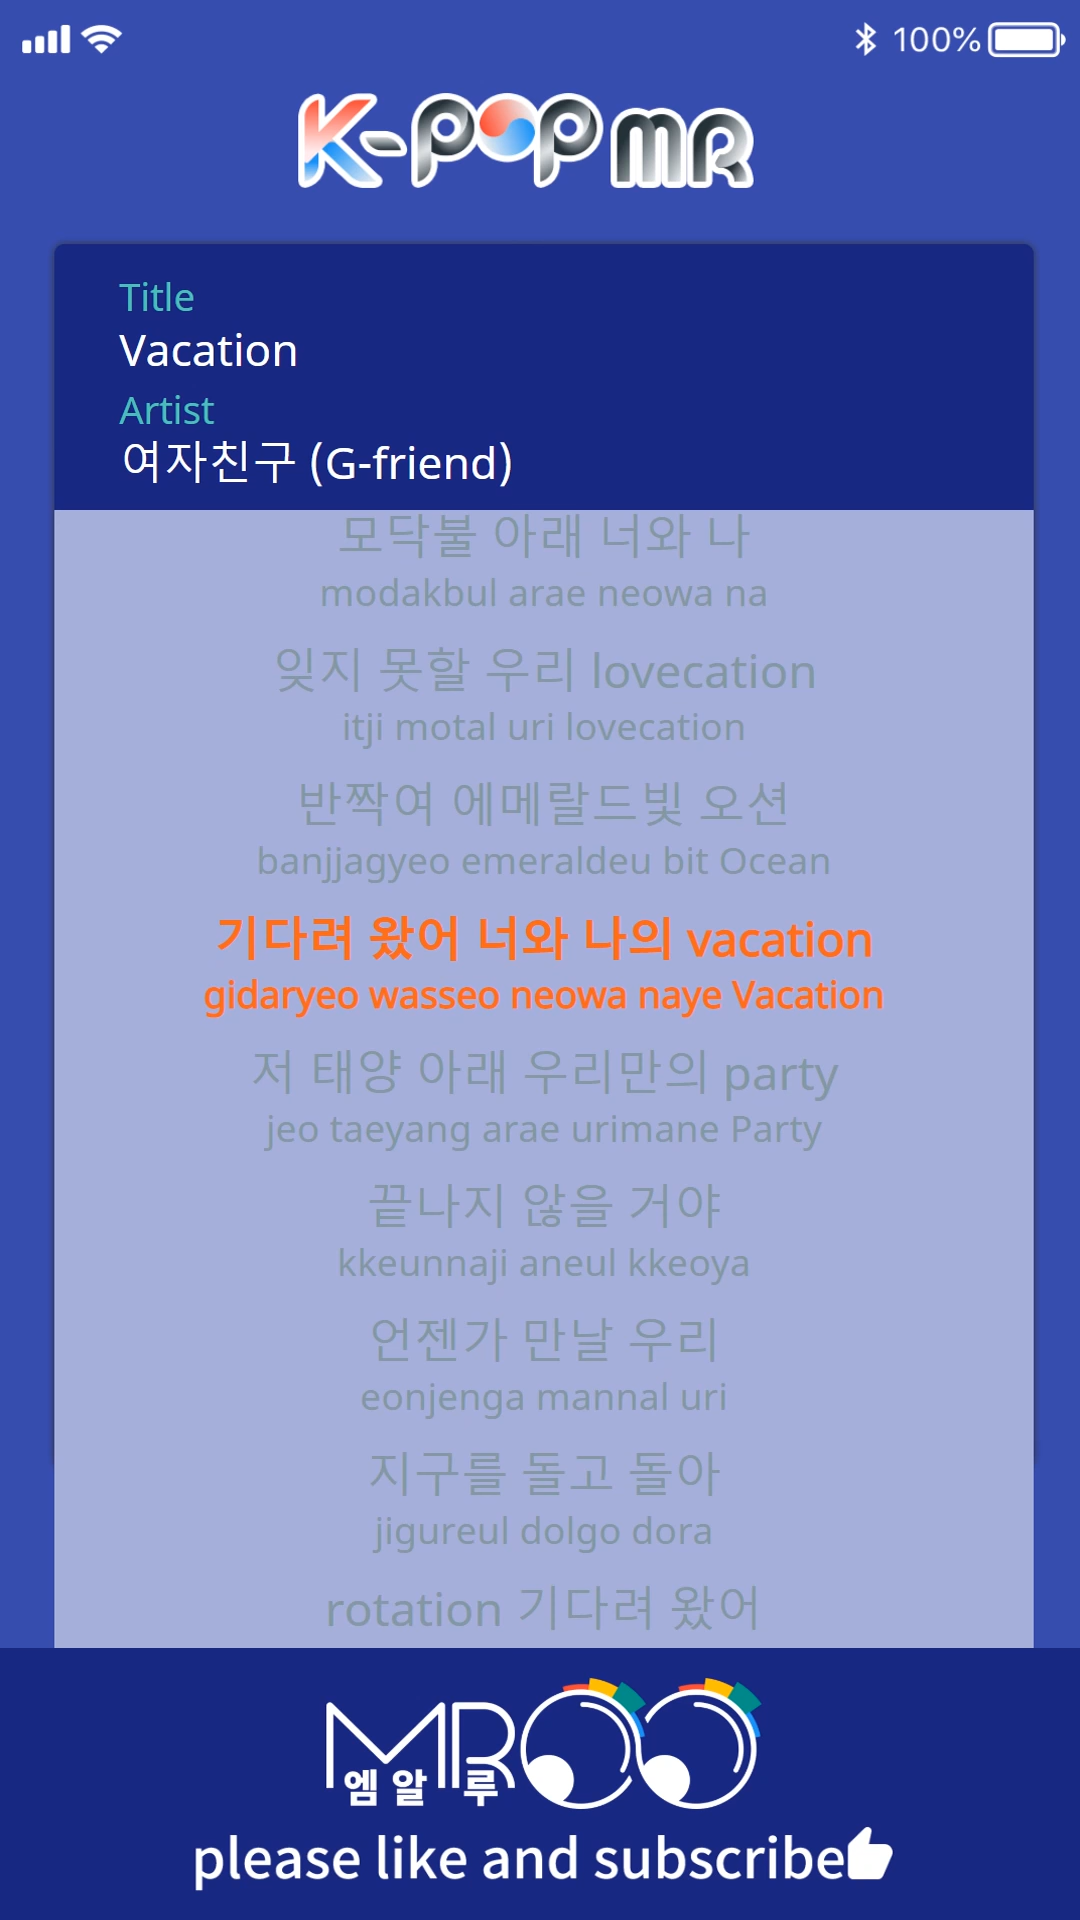 100%
K-POP MR
Title
Vacation
Artist
여자친구 (G-friend)
모닥불 아래 너와 나
modakbul arae neowa na
잊지 못할 우리 lovecation
itji motal uri lovecation
반짝여 에메랄드빛 오션
banjjagyeo emeraldeu bit Ocean
기다려 왔어 너와 나의 vacation
gidaryeo wasseo neowa naye Vacation
저 태양 아래 우리만의 party
jeo taeyang arae urimane Party
끝나지 않을 거야
kkeunnaji aneul kkeoya
언젠가 만날 우리
eonjenga mannal uri
지구를 돌고 돌아
jigureul dolgo dora
rotation 기다려 왔어
MROO
엠알루
please like and subscribe